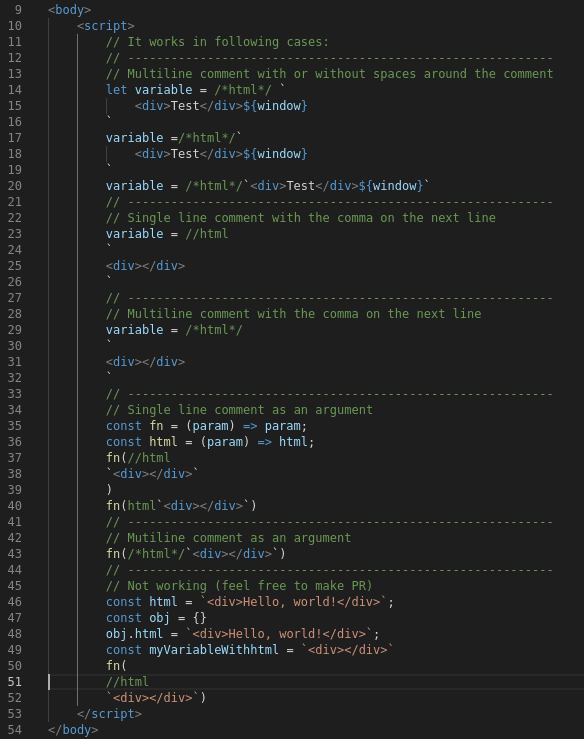 9 <body>
10     <script>
11         // It works in following cases:
12         // -----------------------------------------------------------
13         // Multiline comment with or without spaces around the comment
14         let variable = /*html*/ `
15             <div>Test</div>${window}
16         `
17         variable =/*html*/`
18             <div>Test</div>${window}
19         `
20         variable = /*html*/`<div>Test</div>${window}`
21         // -----------------------------------------------------------
22         // Single line comment with the comma on the next line
23         variable = //html
24         `
25         <div></div>
26         `
27         // -----------------------------------------------------------
28         // Multiline comment with the comma on the next line
29         variable = /*html*/
30         `
31         <div></div>
32         `
33         // -----------------------------------------------------------
34         // Single line comment as an argument
35         const fn = (param) => param;
36         const html = (param) => html;
37         fn(//html
38         `<div></div>`
39         )
40         fn(html`<div></div>`)
41         // -----------------------------------------------------------
42         // Mutiline comment as an argument
43         fn(/*html*/`<div></div>`)
44         // -----------------------------------------------------------
45         // Not working (feel free to make PR)
46         const html = `<div>Hello, world!</div>`;
47         const obj = {}
48         obj.html = `<div>Hello, world!</div>`;
49         const myVariableWithhtml = `<div></div>`
50         fn(
51         //html
52         `<div></div>`)
53     </script>
54 </body>